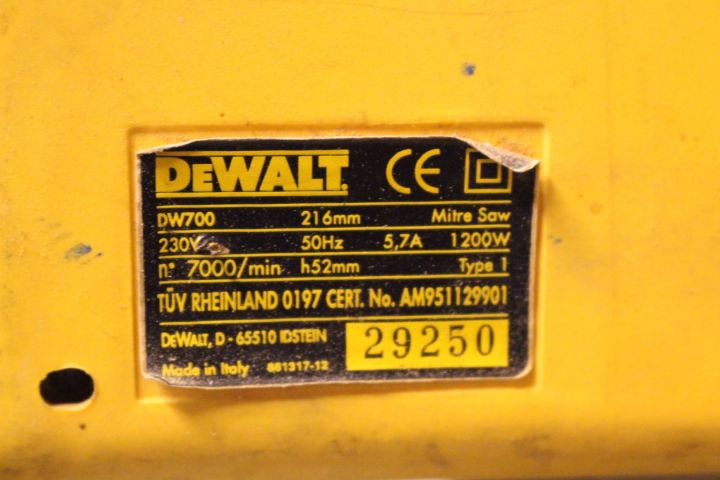 DEWALT. CE
DW700 216mm Mitre Saw
230V 50Hz 5,7A 1200W
n° 7000/min h52mm Type 1
TÜV RHEINLAND 0197 CERT. No. AM951129901
DEWALT, D - 65510 IDSTEIN
29250
Made in Italy 861317-12